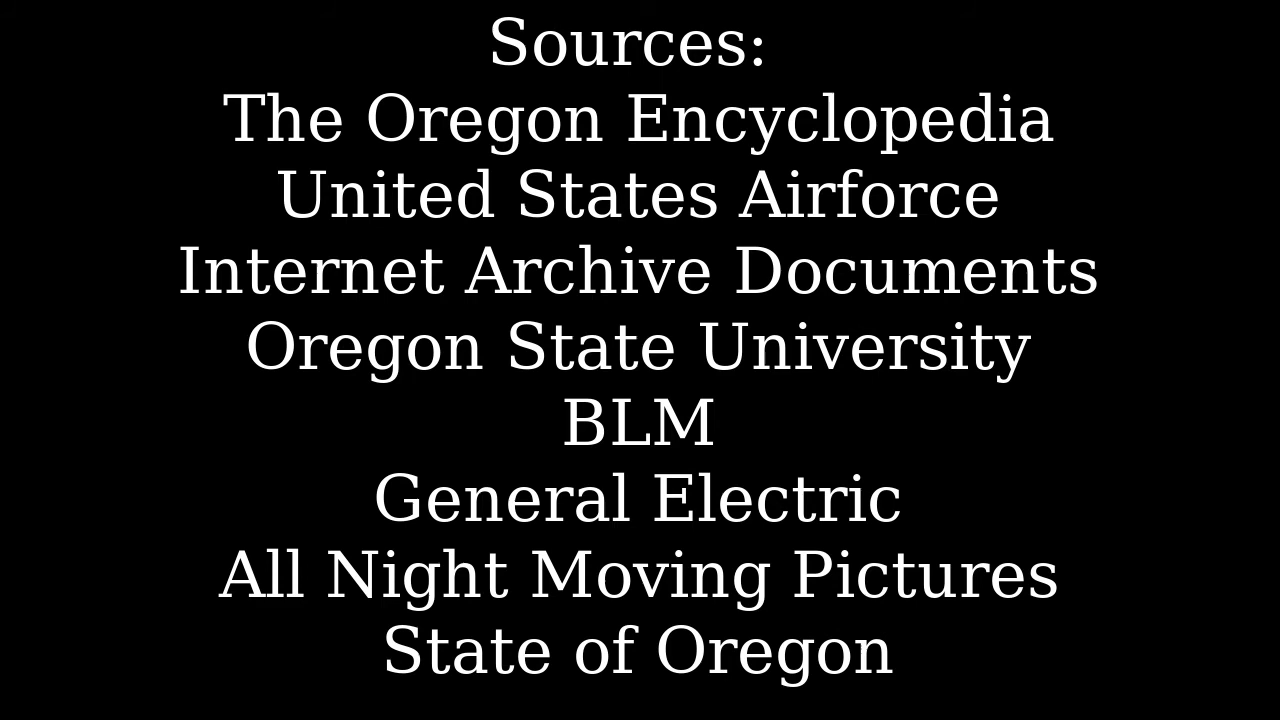 Sources:
The Oregon Encyclopedia
United States Airforce
Internet Archive Documents
Oregon State University
BLM
General Electric
All Night Moving Pictures
State of Oregon